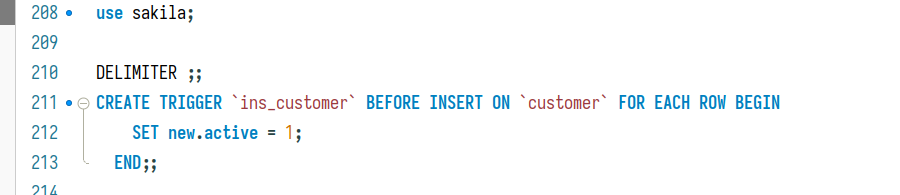 208 use sakila;
209
210 DELIMITER ;;
211 CREATE TRIGGER `ins_customer` BEFORE INSERT ON `customer` FOR EACH ROW BEGIN
212 SET new.active = 1;
213 END;;
214